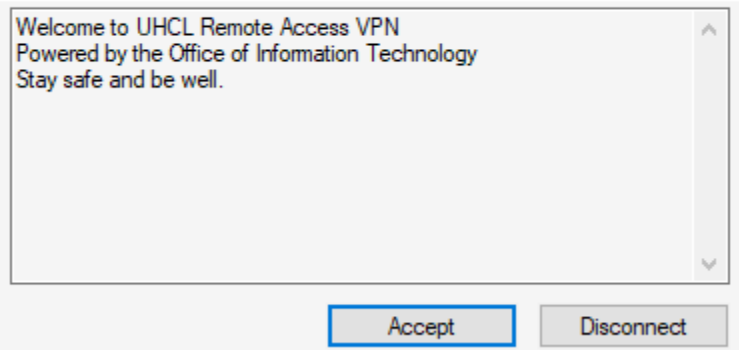 Welcome to UHCL Remote Access VPN
Powered by the Office of Information Technology
Stay safe and be well.
Accept
Disconnect